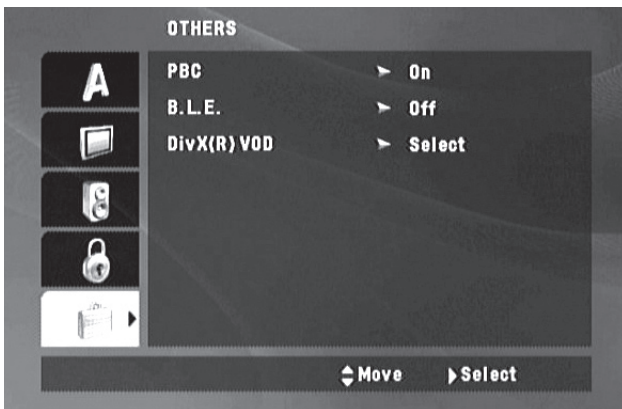 OTHERS
PBC ➤ On
B.L.E. ➤ Off
DivX(R) VOD ➤ Select
A
Move Select